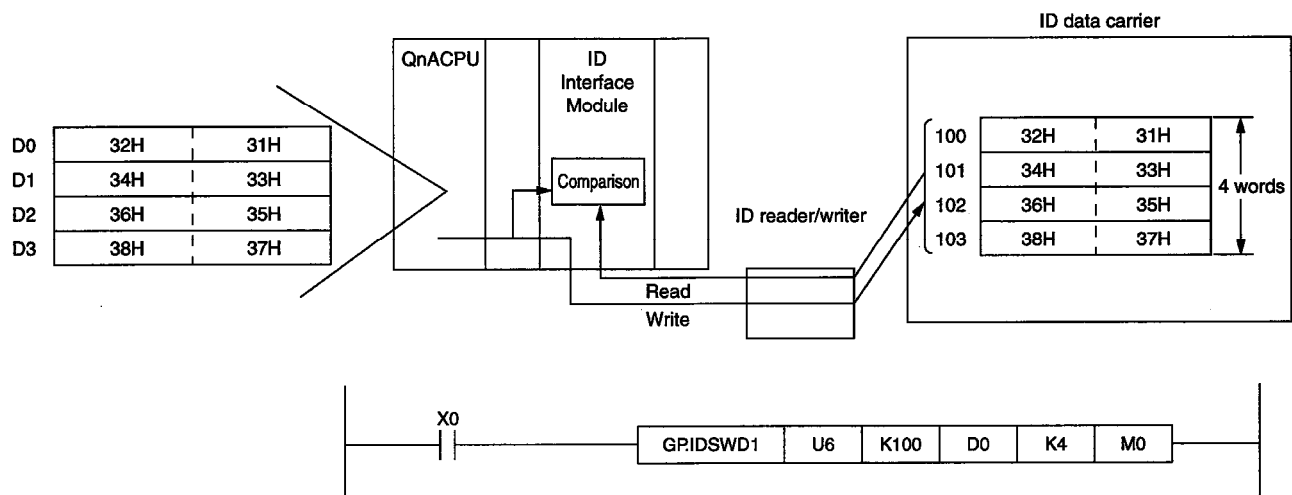 ID data carrier
QnACPU
ID
Interface
Module
Comparison
D0 32H 31H
D1 34H 33H
D2 36H 35H
D3 38H 37H
100 32H 31H
101 34H 33H
102 36H 35H
103 38H 37H
4 words
ID reader/writer
Read
Write
X0
GP.IDSWD1 U6 K100 D0 K4 M0